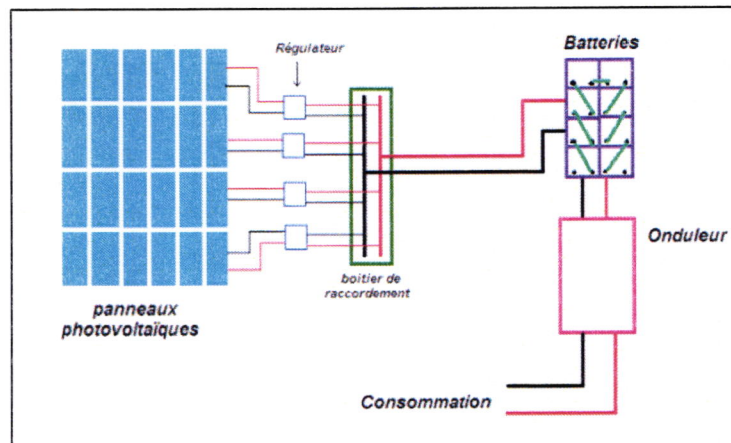 Régulateur
Batteries
Onduleur
boitier de
raccordement
panneaux
photovoltaïques
Consommation